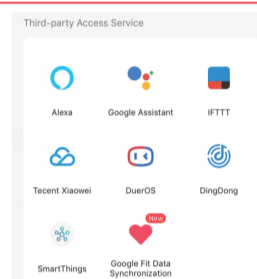 Third-party Access Service
Alexa
Google Assistant
IFTTT
Tecent Xiaowei
DuerOS
DingDong
New
SmartThings
Google Fit Data
Synchronization